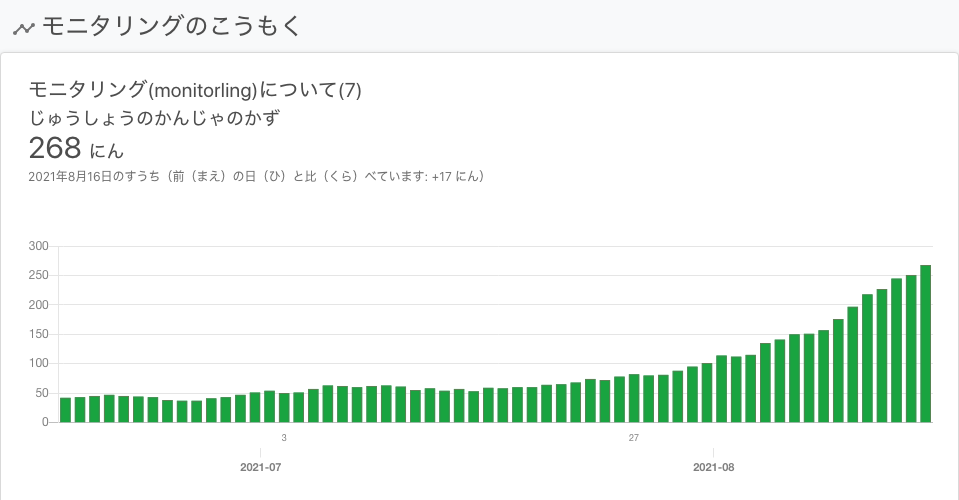 モニタリングのこうもく
モニタリング(monitorling)について(7)
じゅうしょうのかんじゃのかず
268 にん
2021年8月16日のすうち（前（まえ）の日（ひ）と比（くら）べています: +17 にん）
300
250
200
150
100
50
0
3 27
2021-07 2021-08